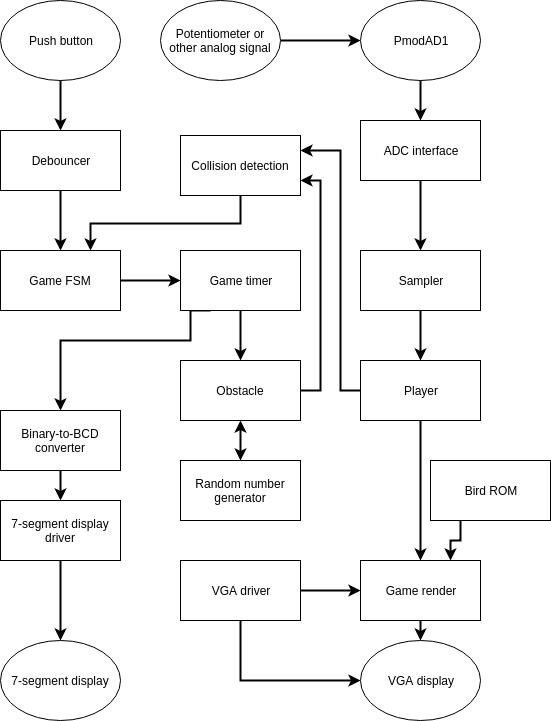 Push button
Potentiometer or
other analog signal
PmodAD1
Debouncer
Collision detection
ADC interface
Game FSM
Game timer
Sampler
Obstacle
Player
Binary-to-BCD
converter
Random number
generator
Bird ROM
7-segment display
driver
VGA driver
Game render
7-segment display
VGA display